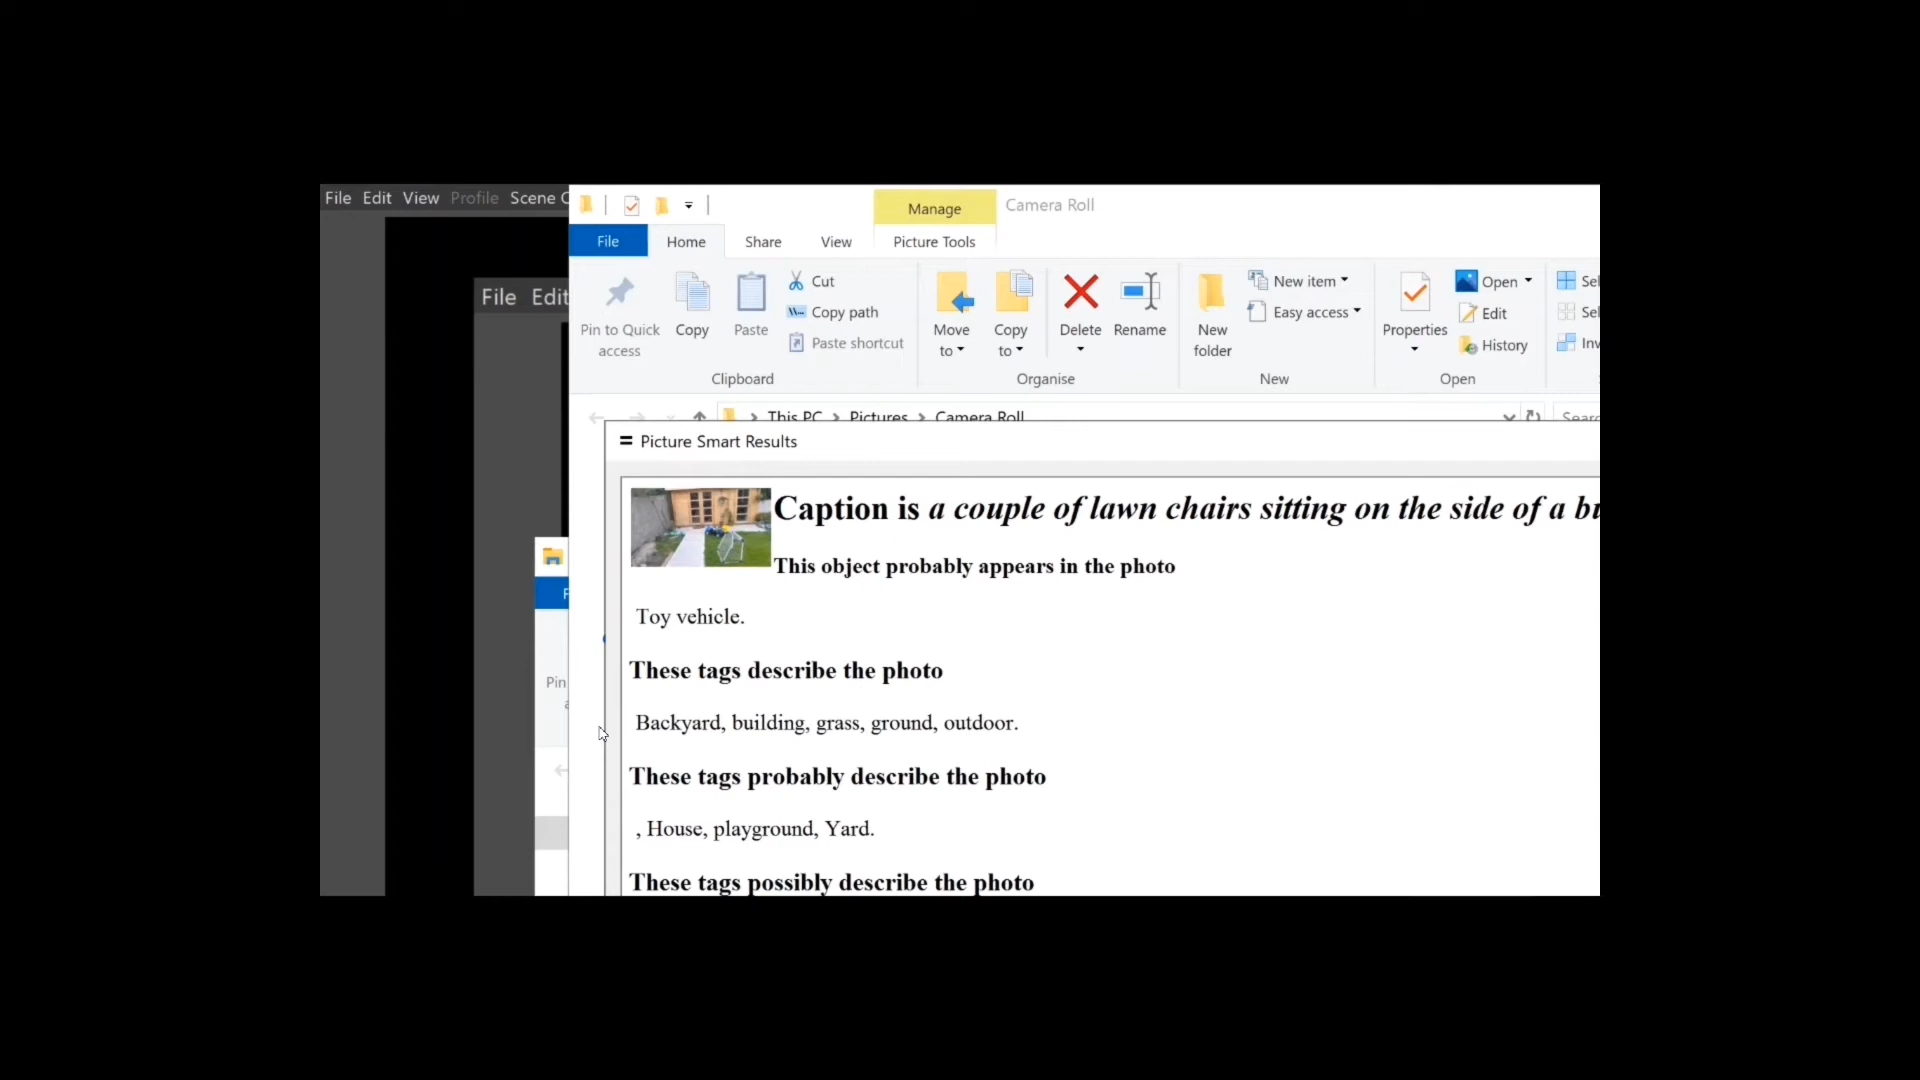 File Edit View Profile Scene
Manage Camera Roll
File Home Share View Picture Tools
File Edit
Pin to Quick access
Copy
Paste
Cut
Copy path
Paste shortcut
Clipboard
Move to
Copy to
Delete
Rename
Organise
New folder
New item
Easy access
New
Properties
Open
Edit
History
Open
This PC Pictures Camera Roll
Picture Smart Results
Caption is a couple of lawn chairs sitting on the side of a
This object probably appears in the photo
Toy vehicle.
These tags describe the photo
Backyard, building, grass, ground, outdoor.
These tags probably describe the photo
, House, playground, Yard.
These tags possibly describe the photo
Pin